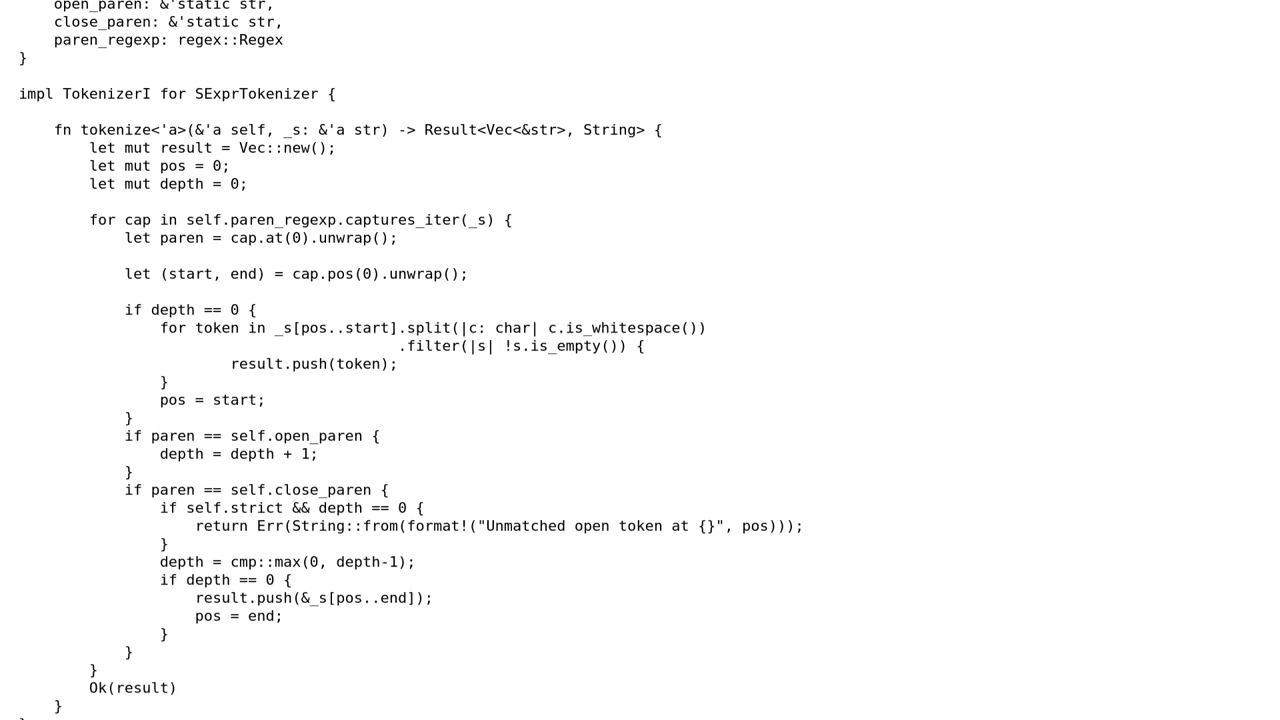 open_paren: &'static str,
    close_paren: &'static str,
    paren_regexp: regex::Regex
}

impl TokenizerI for SExprTokenizer {

    fn tokenize<'a>(&'a self, _s: &'a str) -> Result<Vec<&str>, String> {
        let mut result = Vec::new();
        let mut pos = 0;
        let mut depth = 0;

        for cap in self.paren_regexp.captures_iter(_s) {
            let paren = cap.at(0).unwrap();

            let (start, end) = cap.pos(0).unwrap();

            if depth == 0 {
                for token in _s[pos..start].split(|c: char| c.is_whitespace())
                                           .filter(|s| !s.is_empty()) {
                        result.push(token);
                }
                pos = start;
            }
            if paren == self.open_paren {
                depth = depth + 1;
            }
            if paren == self.close_paren {
                if self.strict && depth == 0 {
                    return Err(String::from(format!("Unmatched open token at {}", pos)));
                }
                depth = cmp::max(0, depth-1);
                if depth == 0 {
                    result.push(&_s[pos..end]);
                    pos = end;
                }
            }
        }
        Ok(result)
    }
}